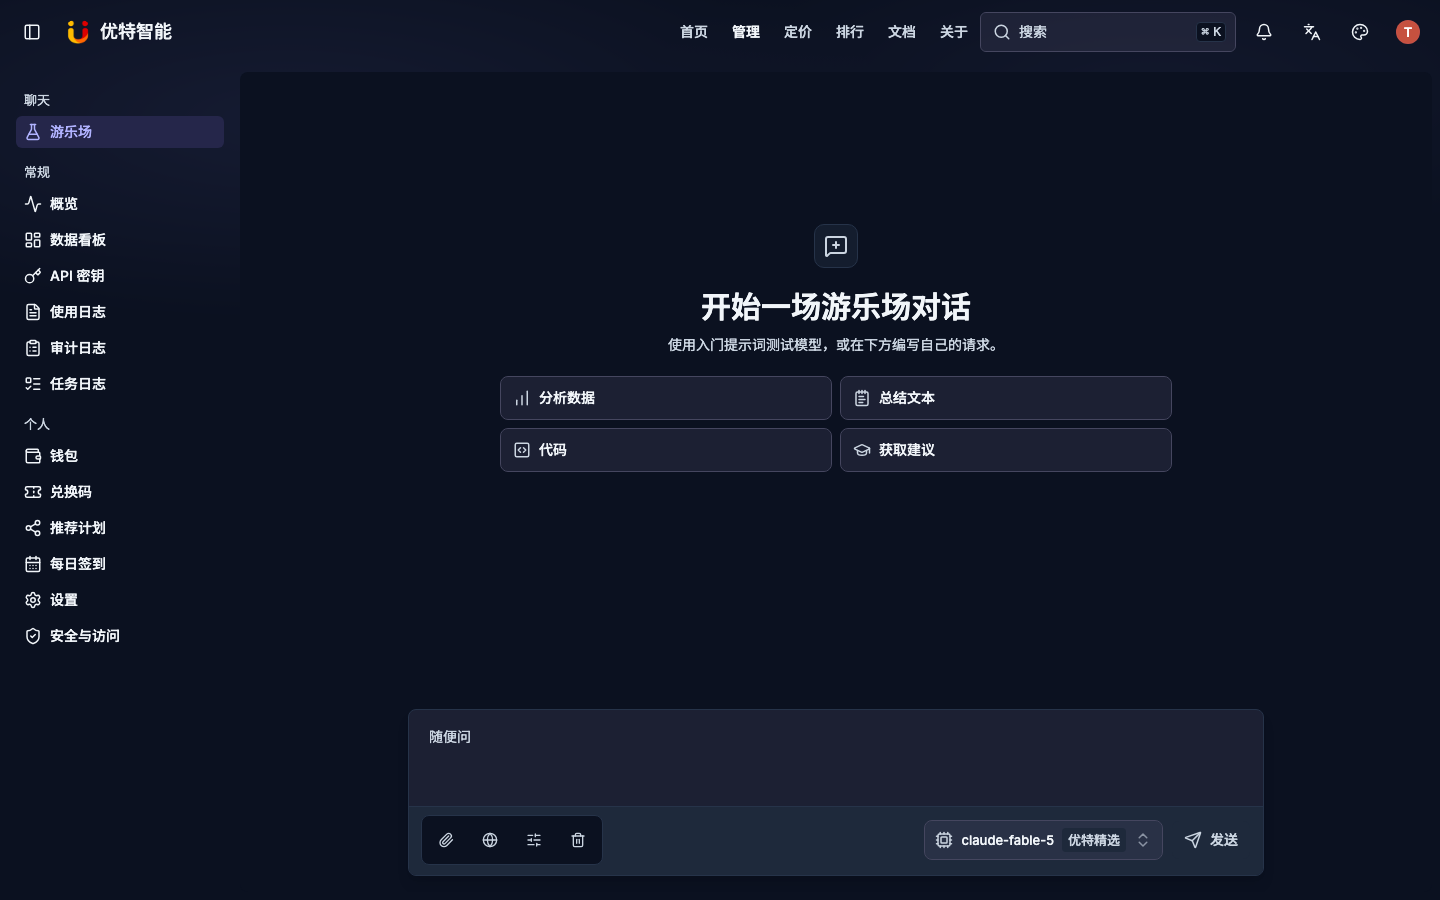 优特智能
首页
管理
定价
排行
文档
关于
搜索
⌘ K
T
聊天
游乐场
常规
概览
数据看板
API 密钥
使用日志
审计日志
任务日志
个人
钱包
兑换码
推荐计划
每日签到
设置
安全与访问
开始一场游乐场对话
使用入门提示词测试模型，或在下方编写自己的请求。
分析数据
总结文本
代码
获取建议
随便问
claude-fable-5
优特精选
发送